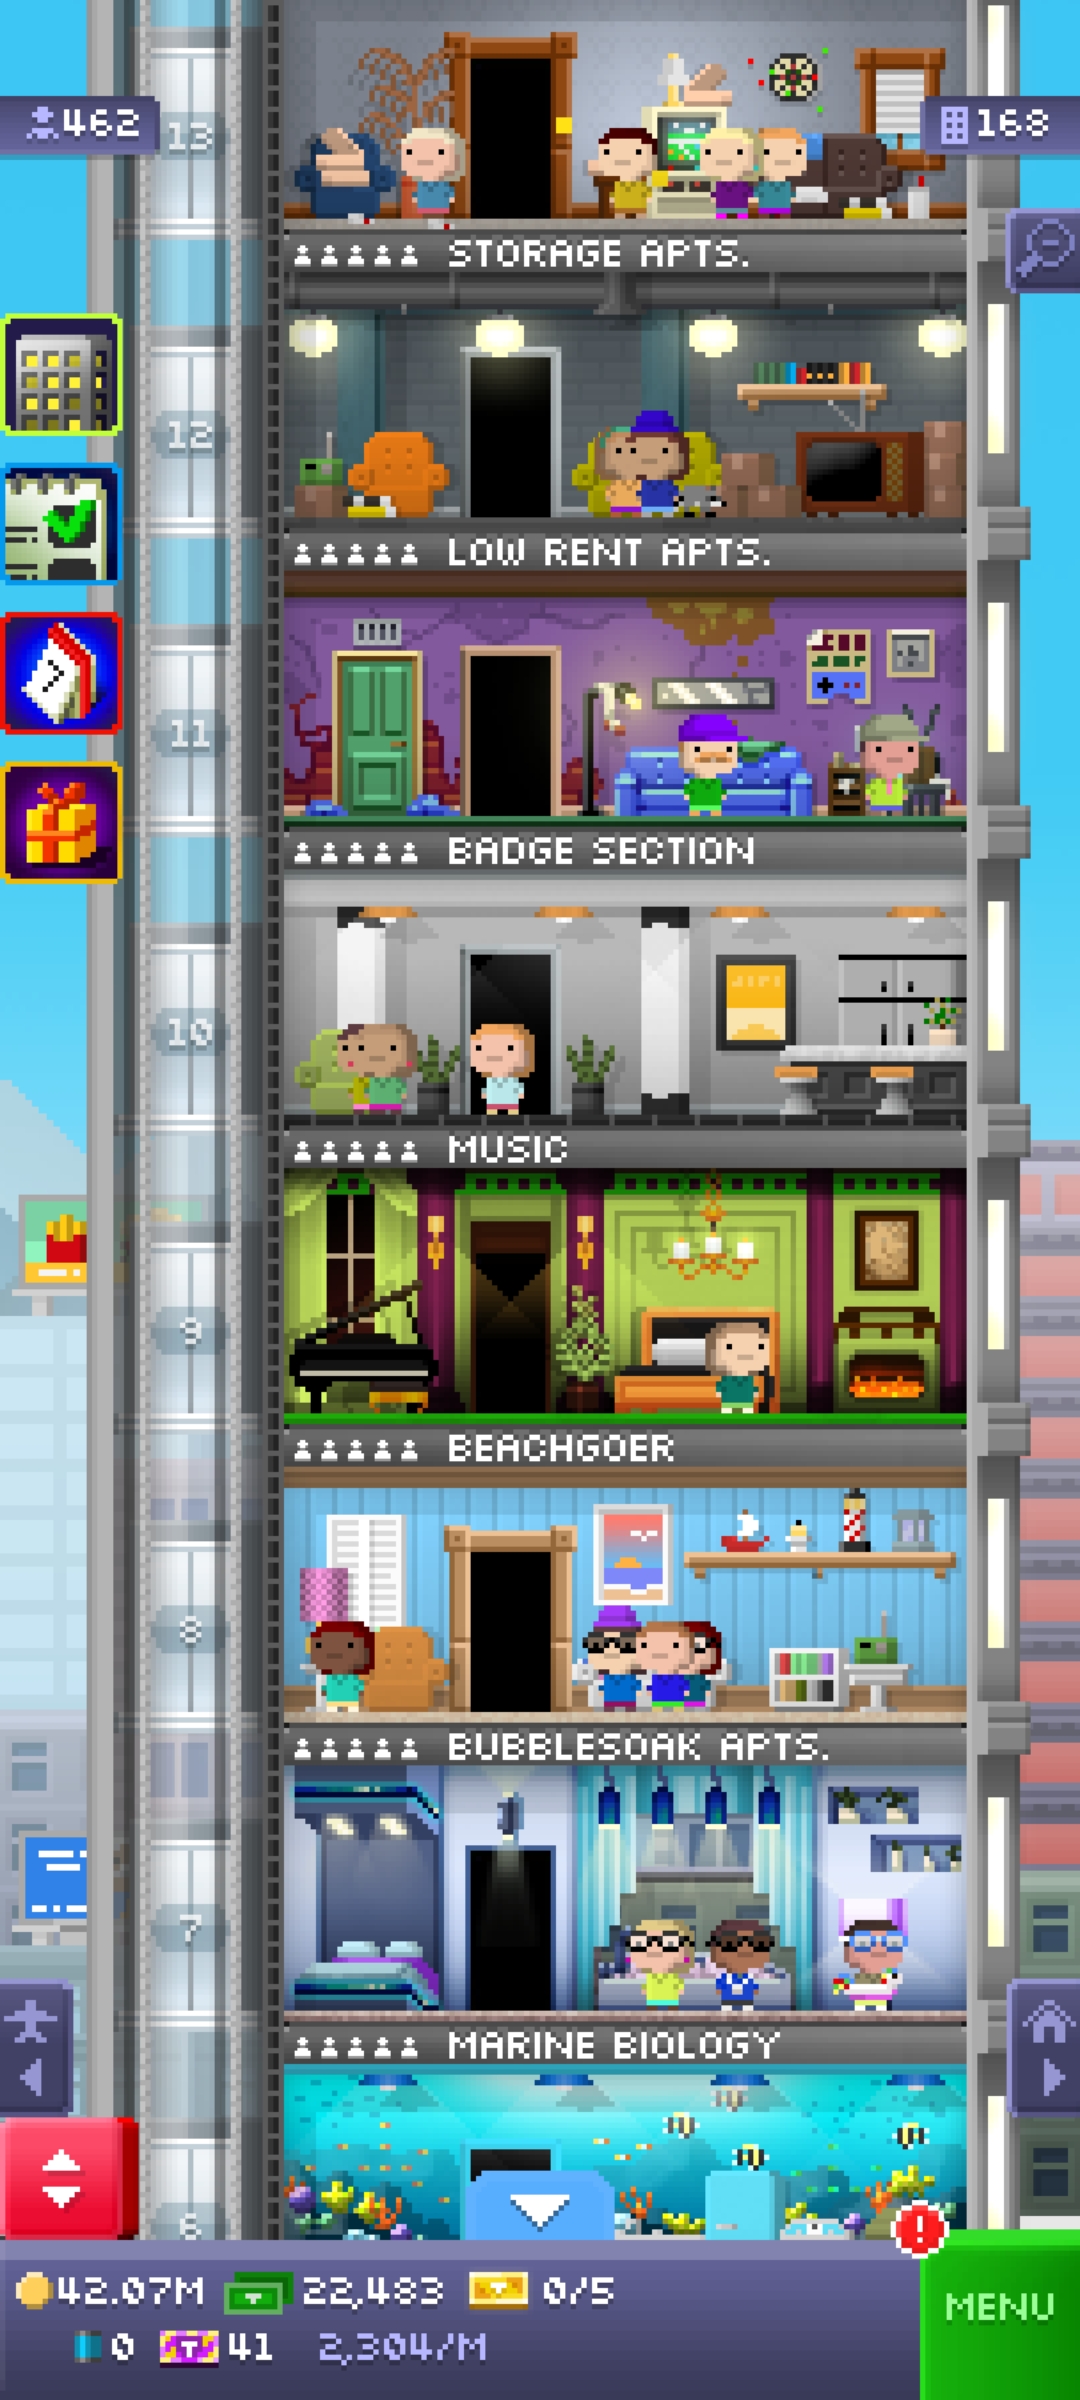 462
13
168
STORAGE APTS.
12
LOW RENT APTS.
11
BADGE SECTION
10
MUSIC
9
BEACHGOER
8
BUBBLESOAK APTS.
7
MARINE BIOLOGY
6
42.07M 22,483 0/5
MENU
0 41 2,304/M